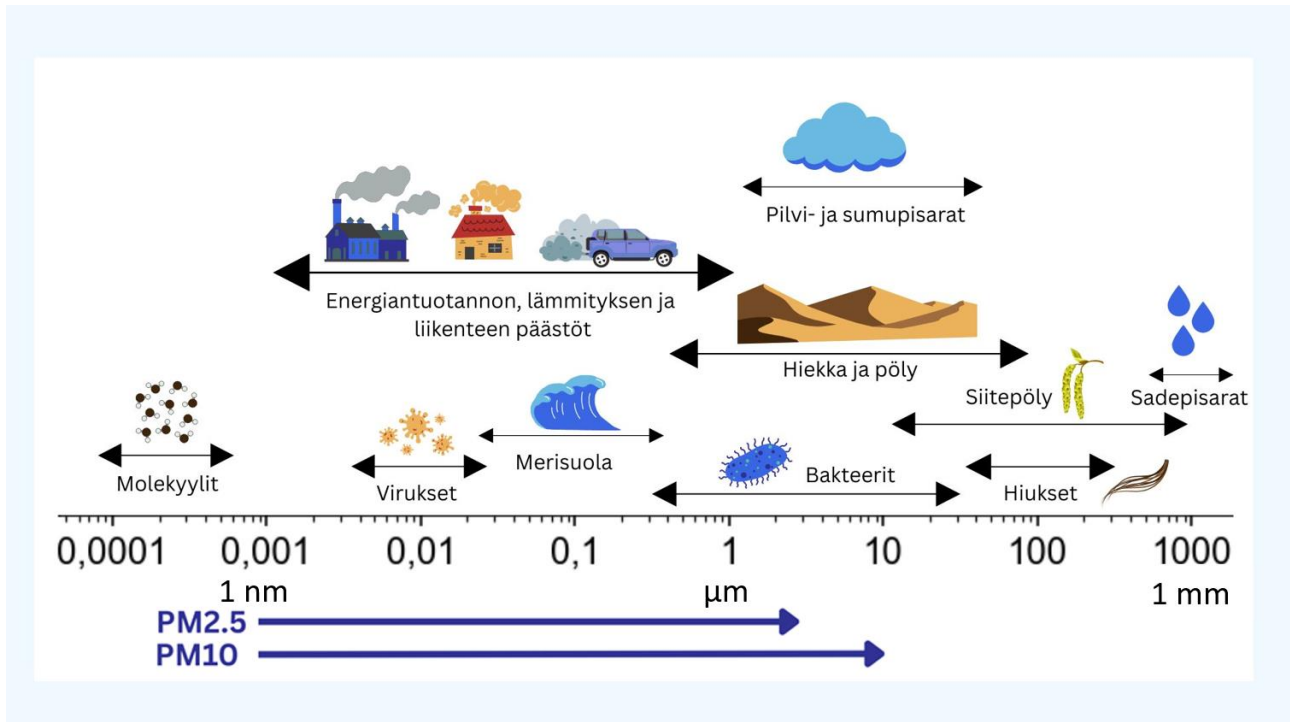 Pilvi- ja sumupisarat
Energiantuotannon, lämmityksen ja
liikenteen päästöt
Hiekka ja pöly
Siitepöly
Sadepisarat
Molekyylit
Virukset
Merisuola
Bakteerit
Hiukset
0,0001 0,001 0,01 0,1 1 10 100 1000
1 nm µm 1 mm
PM2.5
PM10